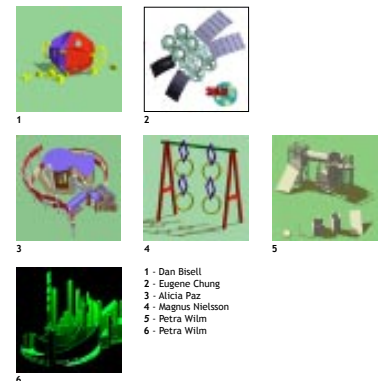 1
2
3
4
5
1 - Dan Bisell
2 - Eugene Chung
3 - Alicia Paz
4 - Magnus Nielsson
5 - Petra Wilm
6 - Petra Wilm
6